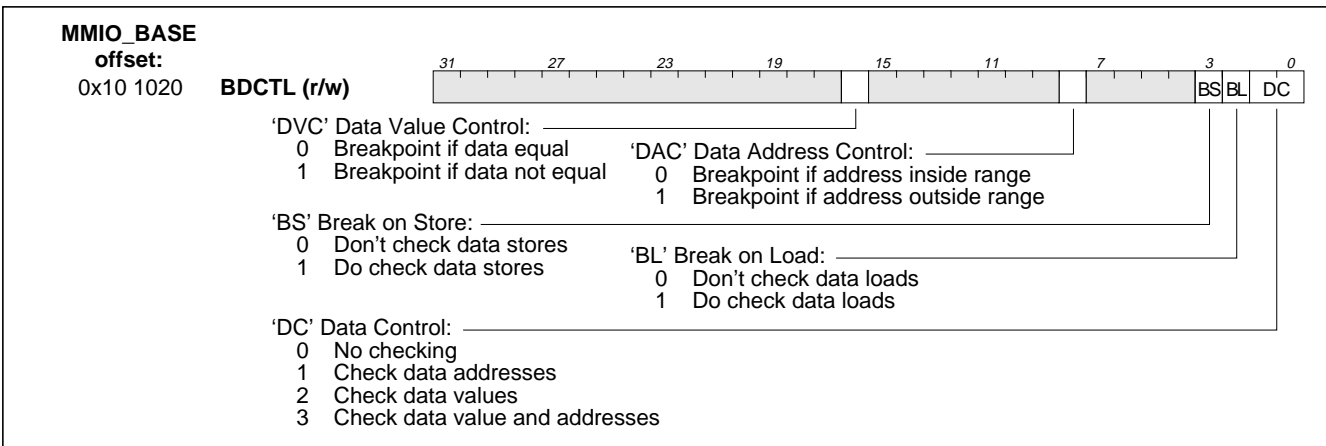 MMIO_BASE
offset:
31 27 23 19 15 11 7 3 0
0x10 1020 BDCTL (r/w) BS BL DC
‘DVC’ Data Value Control:
0 Breakpoint if data equal
1 Breakpoint if data not equal
‘DAC’ Data Address Control:
0 Breakpoint if address inside range
1 Breakpoint if address outside range
‘BS’ Break on Store:
0 Don’t check data stores
1 Do check data stores
‘BL’ Break on Load:
0 Don’t check data loads
1 Do check data loads
‘DC’ Data Control:
0 No checking
1 Check data addresses
2 Check data values
3 Check data value and addresses